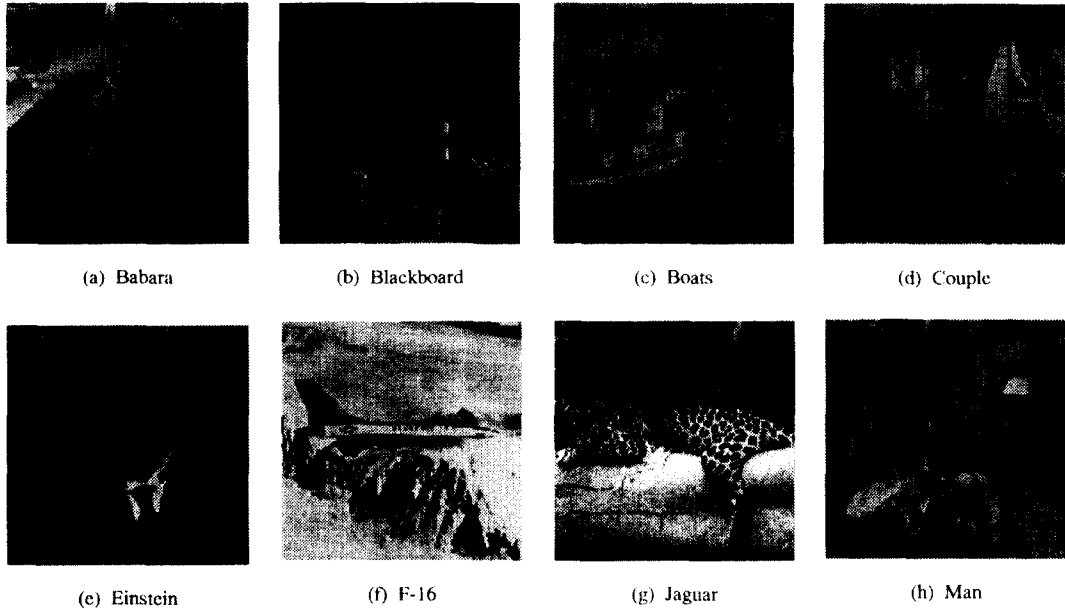 (a) Babara
(b) Blackboard
(c) Boats
(d) Couple
(e) Einstein
(f) F-16
(g) Jaguar
(h) Man